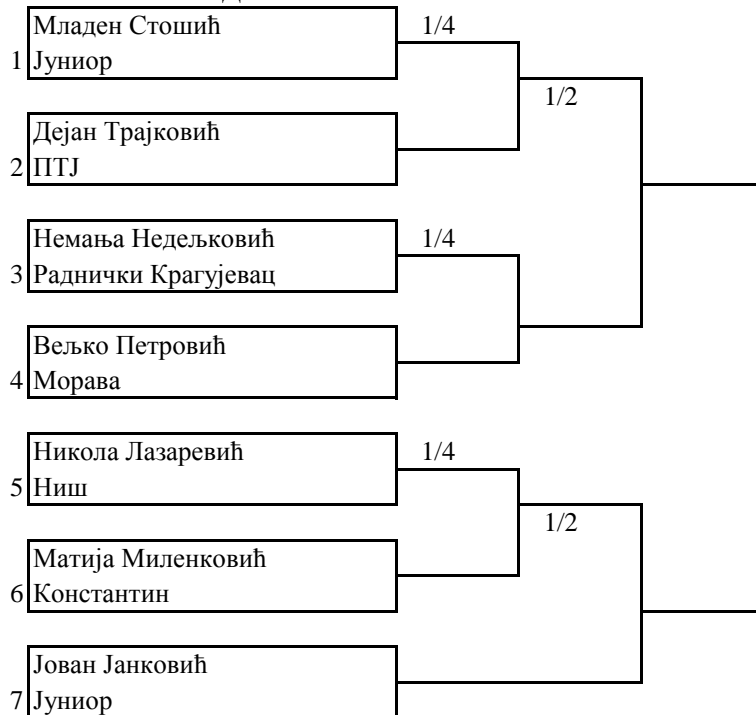 Младен Стошић 1/4
1 Јуниор
1/2
Дејан Трајковић
2 ПТЈ
Немања Недељковић 1/4
3 Раднички Крагујевац
Вељко Петровић
4 Морава
Никола Лазаревић 1/4
5 Ниш
1/2
Матија Миленковић
6 Константин
Јован Јанковић
7 Јуниор